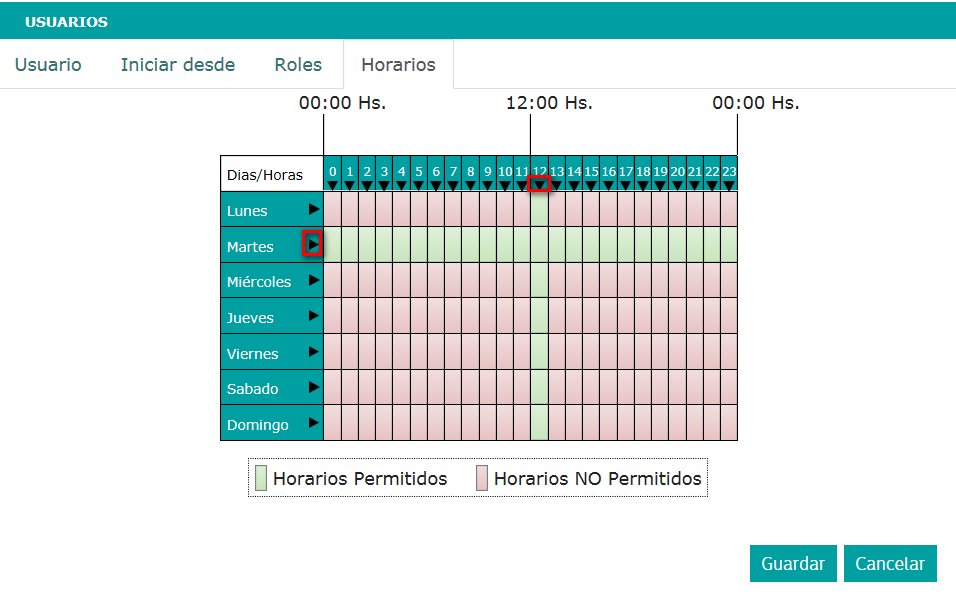 USUARIOS
Usuario Iniciar desde Roles Horarios
00:00 Hs. 12:00 Hs. 00:00 Hs.
Dias/Horas 0 1 2 3 4 5 6 7 8 9 10 11 12 13 14 15 16 17 18 19 20 21 22 23
Lunes
Martes
Miércoles
Jueves
Viernes
Sabado
Domingo
Horarios Permitidos Horarios NO Permitidos
Guardar Cancelar